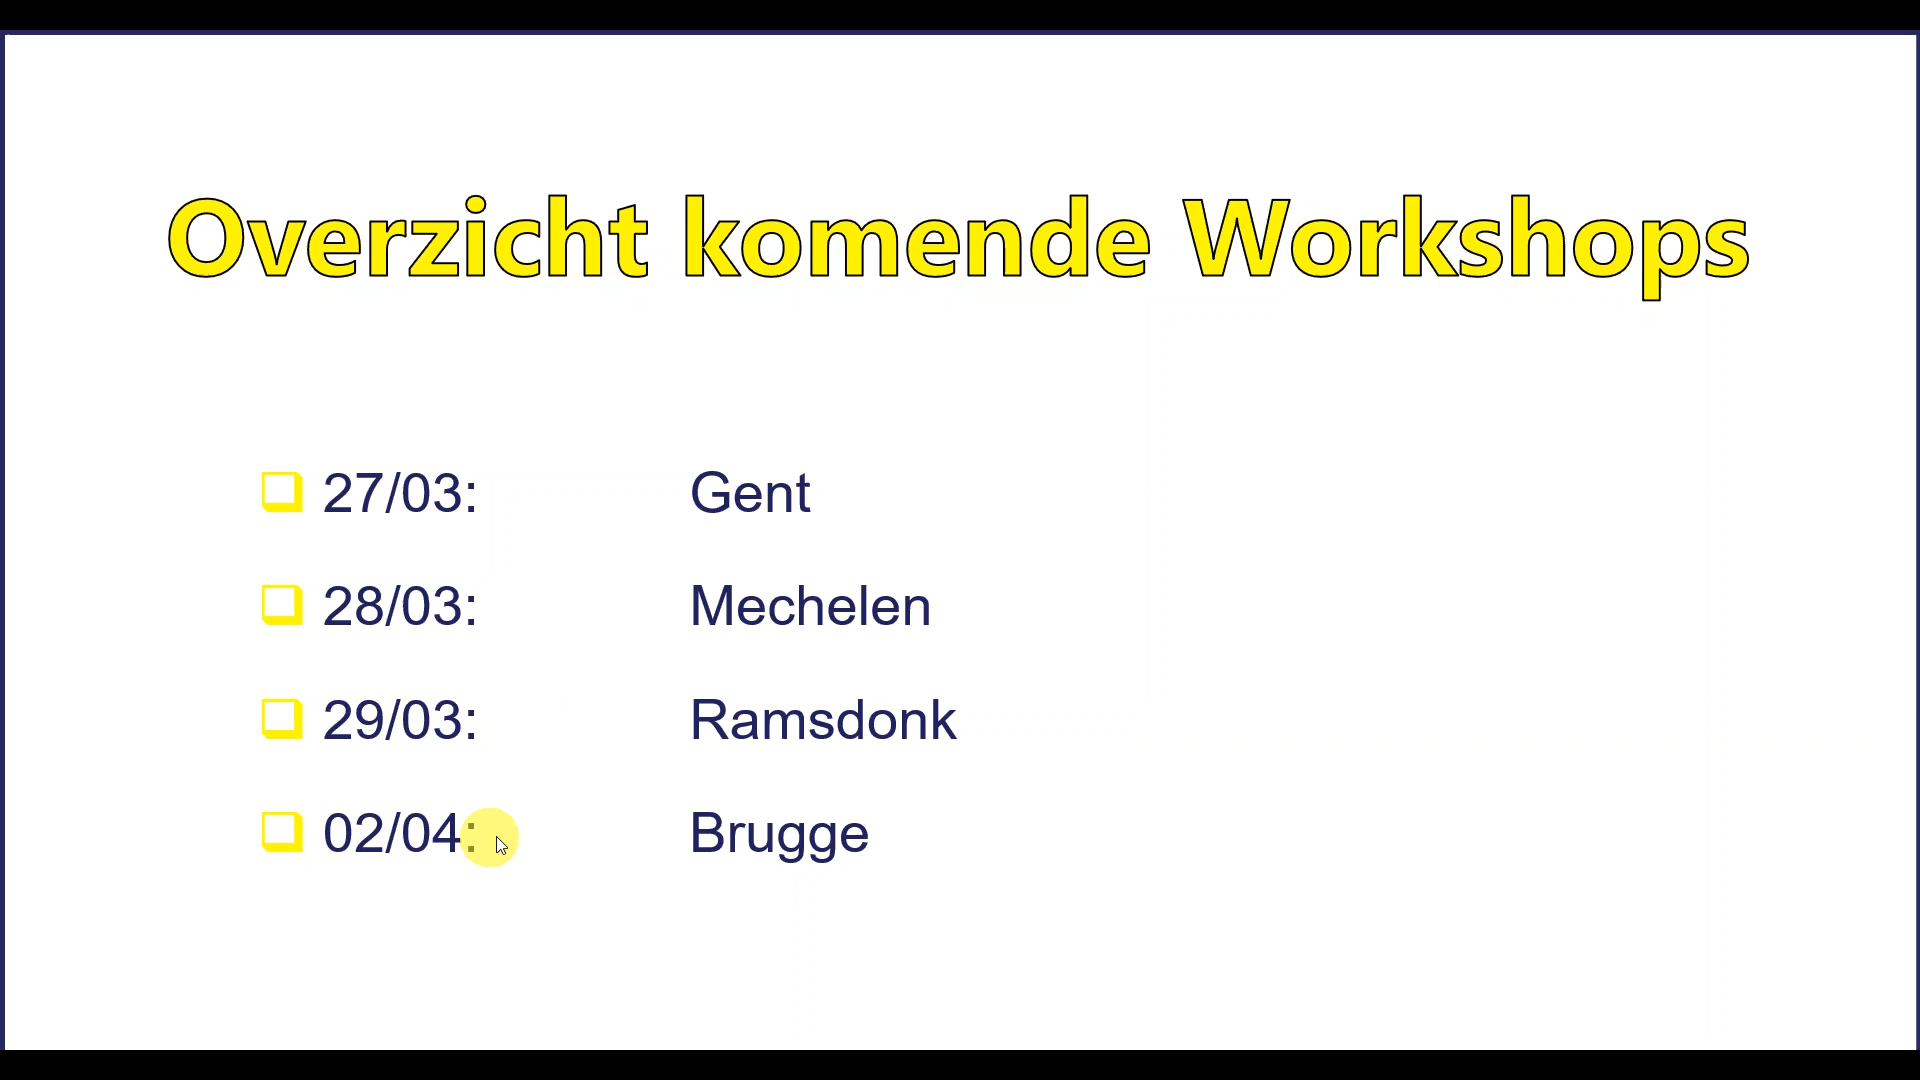 Overzicht komende Workshops
27/03: Gent
28/03: Mechelen
29/03: Ramsdonk
02/04: Brugge